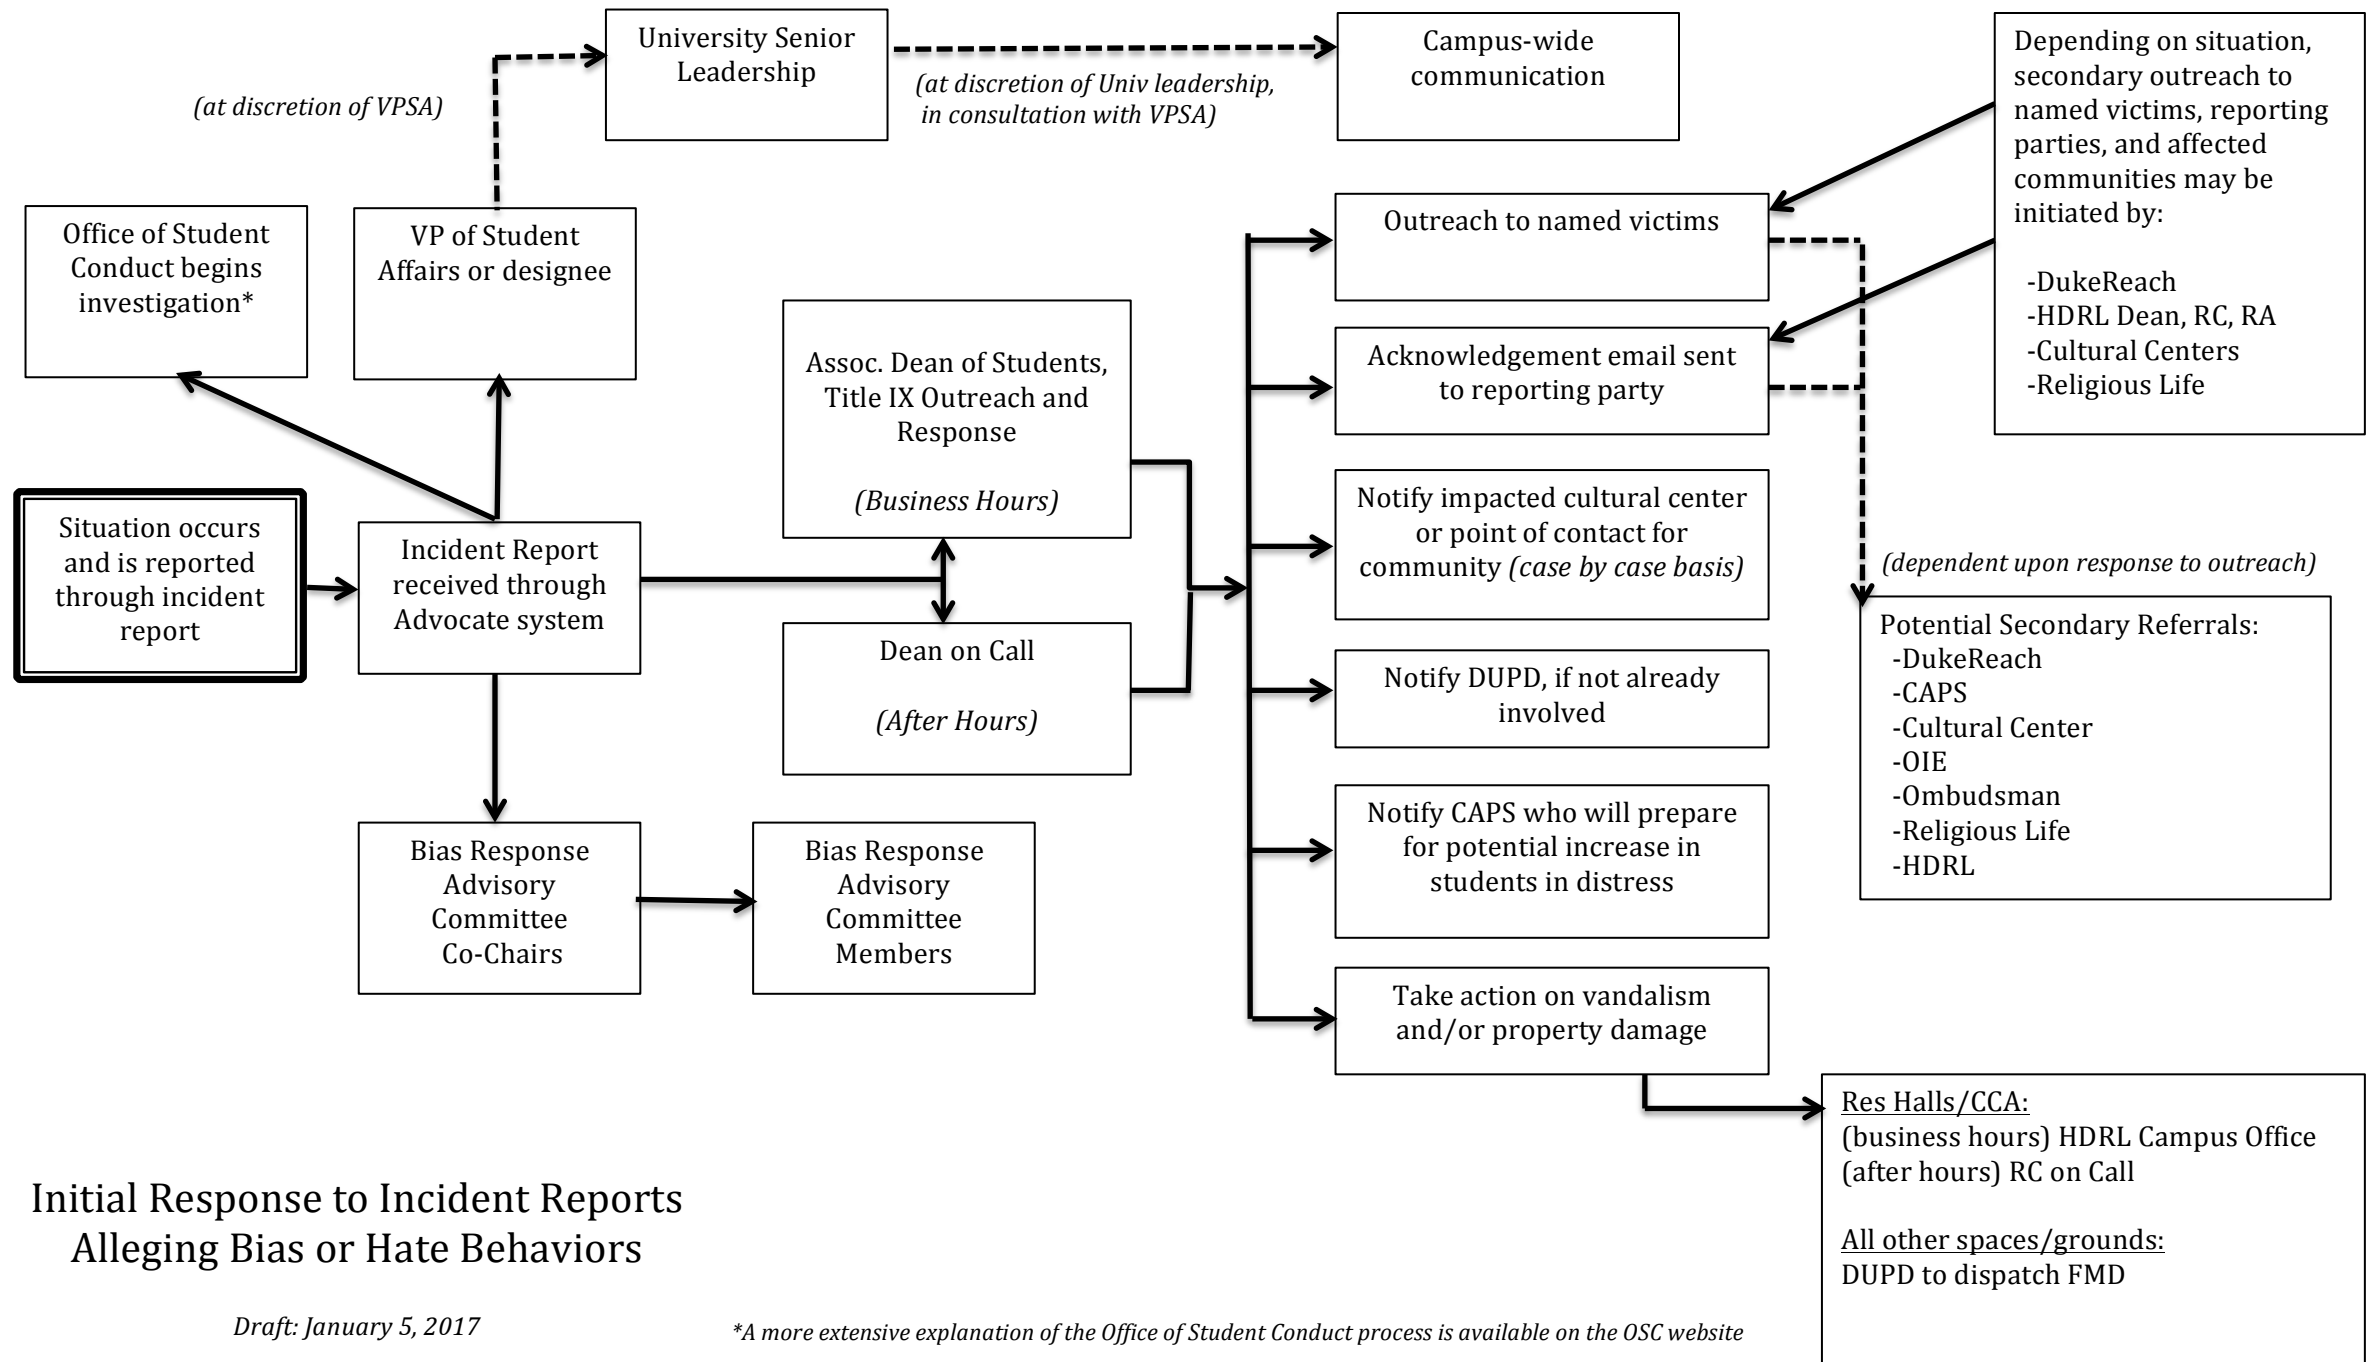 University Senior
Leadership
Campus-wide
communication
Depending on situation,
secondary outreach to
named victims, reporting
parties, and affected
communities may be
initiated by:
-DukeReach
-HDRL Dean, RC, RA
-Cultural Centers
-Religious Life
(at discretion of VPSA)
(at discretion of Univ leadership,
in consultation with VPSA)
Office of Student
Conduct begins
investigation*
VP of Student
Affairs or designee
Outreach to named victims
Assoc. Dean of Students,
Title IX Outreach and
Response
(Business Hours)
Acknowledgement email sent
to reporting party
Situation occurs
and is reported
through incident
report
Incident Report
received through
Advocate system
Notify impacted cultural center
or point of contact for
community (case by case basis)
(dependent upon response to outreach)
Dean on Call
(After Hours)
Notify DUPD, if not already
involved
Potential Secondary Referrals:
-DukeReach
-CAPS
-Cultural Center
-OIE
-Ombudsman
-Religious Life
-HDRL
Bias Response
Advisory
Committee
Co-Chairs
Bias Response
Advisory
Committee
Members
Notify CAPS who will prepare
for potential increase in
students in distress
Take action on vandalism
and/or property damage
Res Halls/CCA:
(business hours) HDRL Campus Office
(after hours) RC on Call
All other spaces/grounds:
DUPD to dispatch FMD
Initial Response to Incident Reports
Alleging Bias or Hate Behaviors
Draft: January 5, 2017
*A more extensive explanation of the Office of Student Conduct process is available on the OSC website